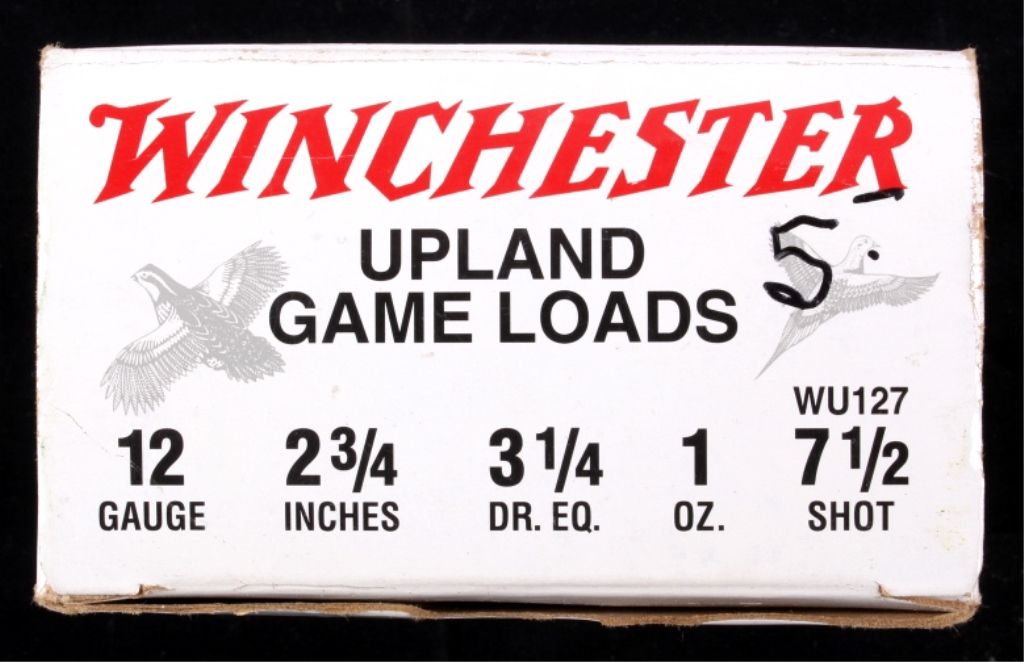 WINCHESTER
UPLAND
GAME LOADS
5
WU127
12 2 3/4 3 1/4 1 7 1/2
GAUGE INCHES DR. EQ. OZ. SHOT